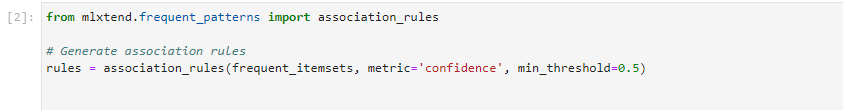 [2]: from mlxtend.frequent_patterns import association_rules
# Generate association rules
rules = association_rules(frequent_itemsets, metric='confidence', min_threshold=0.5)